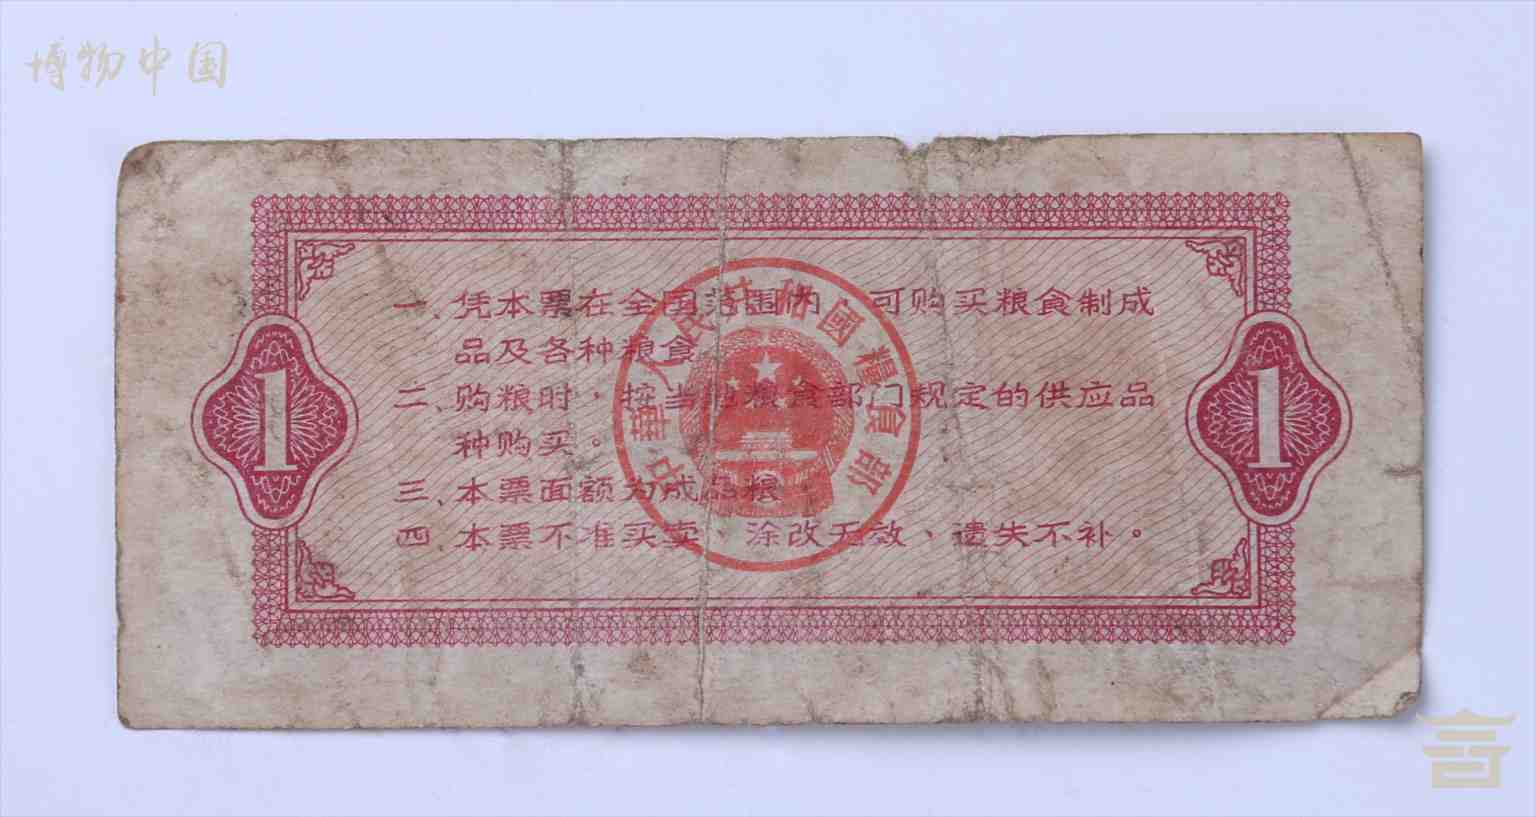 博物中国
一、凭本票在全国范围内，可购买粮食制成
品及各种粮食。
二、购粮时，按当地粮食部门规定的供应品
种购买。
三、本票面额为成品粮。
四、本票不准买卖、涂改无效、遗失不补。
中華人民共和國粮食部
1
1